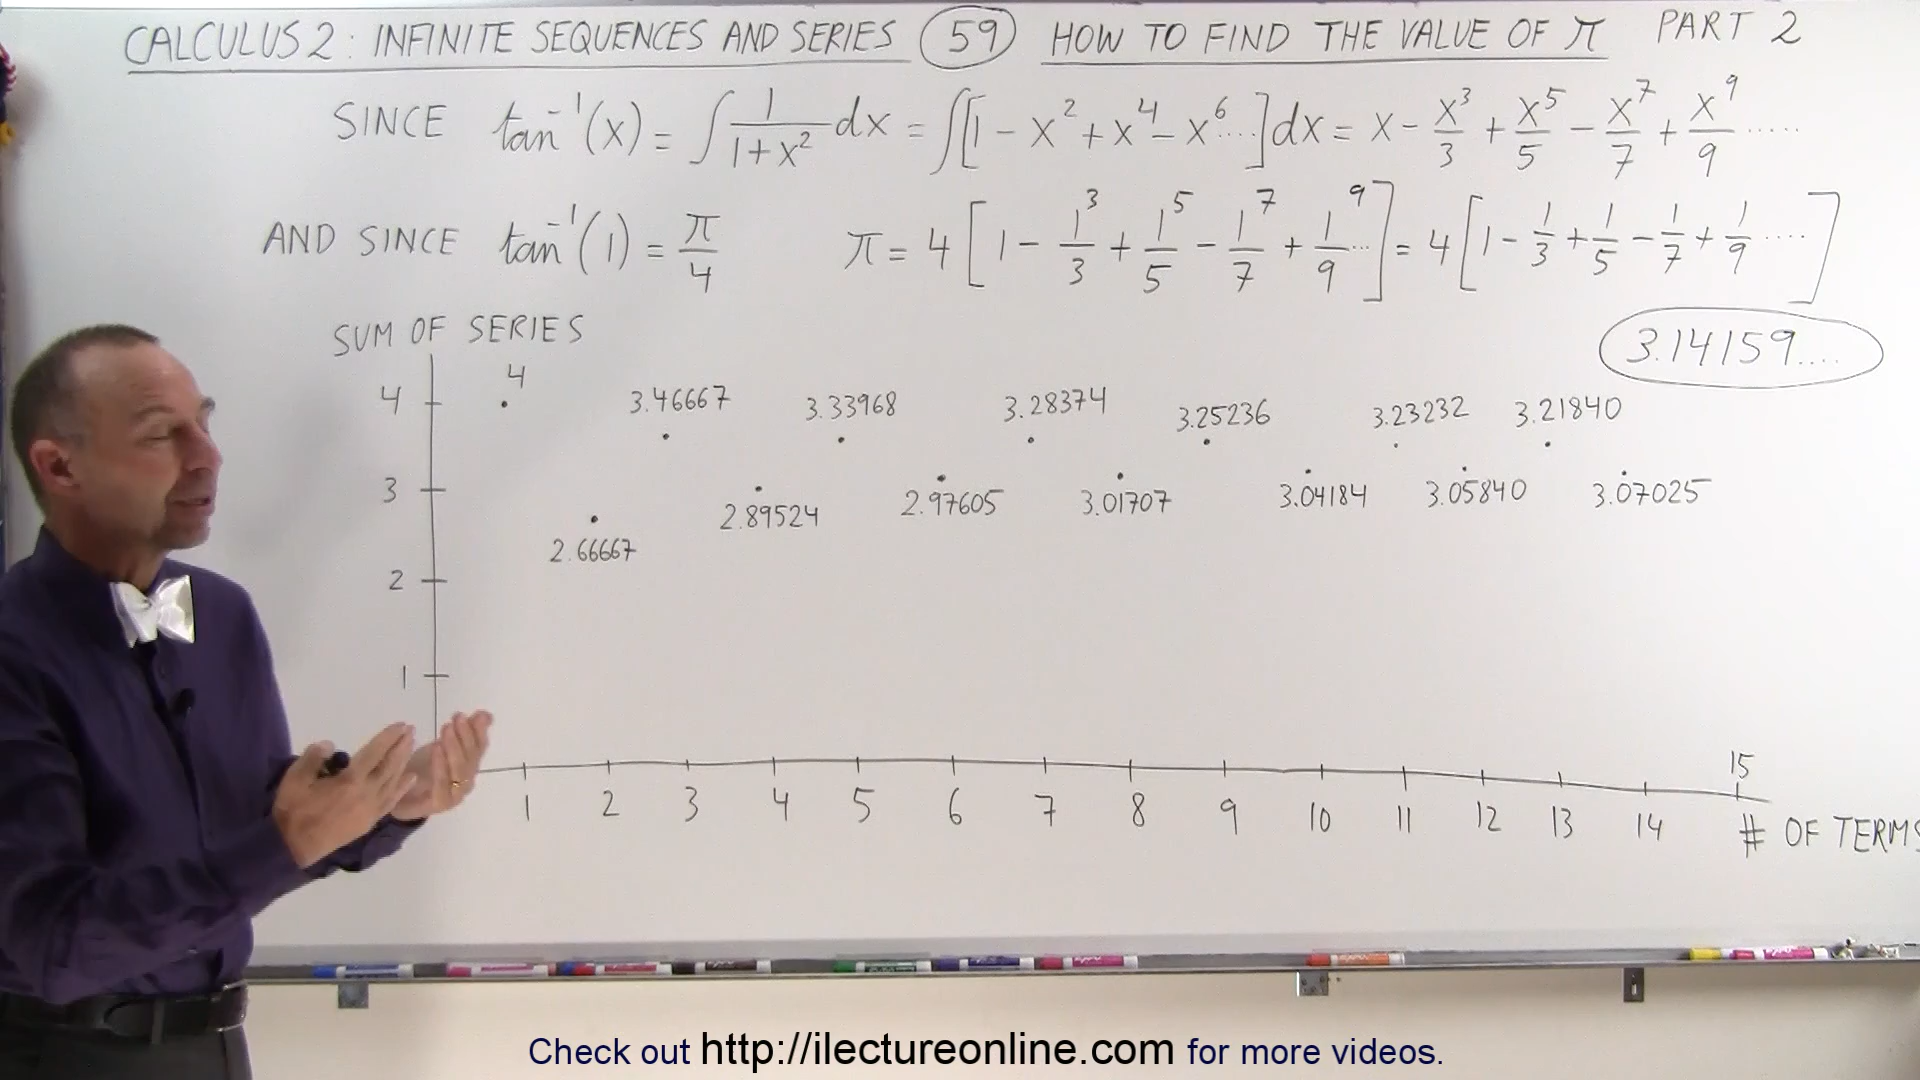 CALCULUS 2: INFINITE SEQUENCES AND SERIES 59 HOW TO FIND THE VALUE OF π PART 2
SINCE tan⁻¹(x) = ∫ 1/(1+x²) dx = ∫[1 - x² + x⁴ - x⁶....]dx = x - x³/3 + x⁵/5 - x⁷/7 + x⁹/9 .....
AND SINCE tan⁻¹(1) = π/4 π = 4[1 - 1³/3 + 1⁵/5 - 1⁷/7 + 1⁹/9...] = 4[1 - 1/3 + 1/5 - 1/7 + 1/9 ....]
SUM OF SERIES
3.14159....
4
4 3.46667 3.33968 3.28374 3.25236 3.23232 3.21840
3 2.89524 2.97605 3.01707 3.04184 3.05840 3.07025
2.66667
2
1
15
1 2 3 4 5 6 7 8 9 10 11 12 13 14
# OF TERMS
Check out http://ilectureonline.com for more videos.